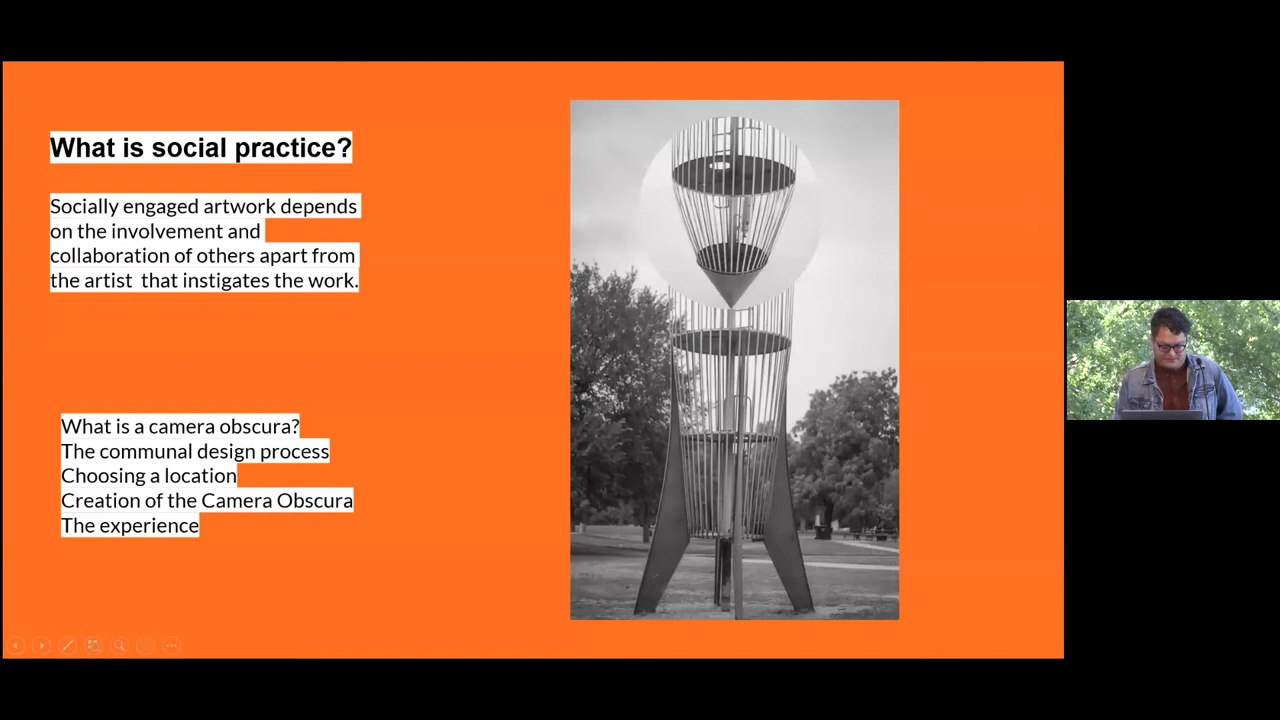 What is social practice?
Socially engaged artwork depends
on the involvement and
collaboration of others apart from
the artist  that instigates the work.
What is a camera obscura?
The communal design process
Choosing a location
Creation of the Camera Obscura
The experience